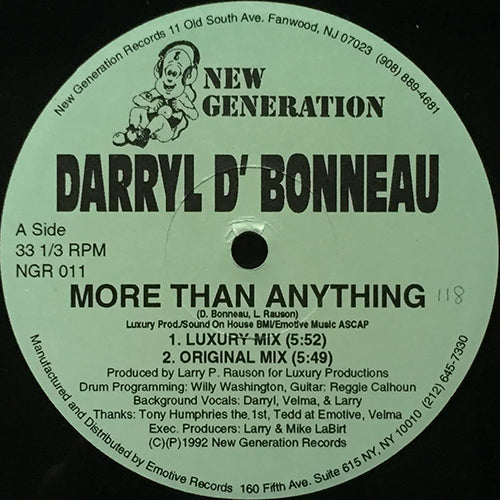 New Generation Records 11 Old South Ave. Fanwood, NJ 07023 (908) 889-4681
NEW
GENERATION
DARRYL D' BONNEAU
A Side
33 1/3 RPM
NGR 011
MORE THAN ANYTHING 118
(D. Bonneau, L. Rauson)
Luxury Prod./Sound On House BMI/Emotive Music ASCAP
1. LUXURY MIX (5:52)
2. ORIGINAL MIX (5:49)
Produced by Larry P. Rauson for Luxury Productions
Drum Programming: Willy Washington, Guitar: Reggie Calhoun
Background Vocals: Darryl, Velma, & Larry
Thanks: Tony Humphries the.1st, Tedd at Emotive, Velma
Exec. Producers: Larry & Mike LaBirt
(C)(P)1992 New Generation Records
Manufactured and Distributed by Emotive Records 160 Fifth Ave. Suite 615 NY, NY 10010 (212) 645-7330